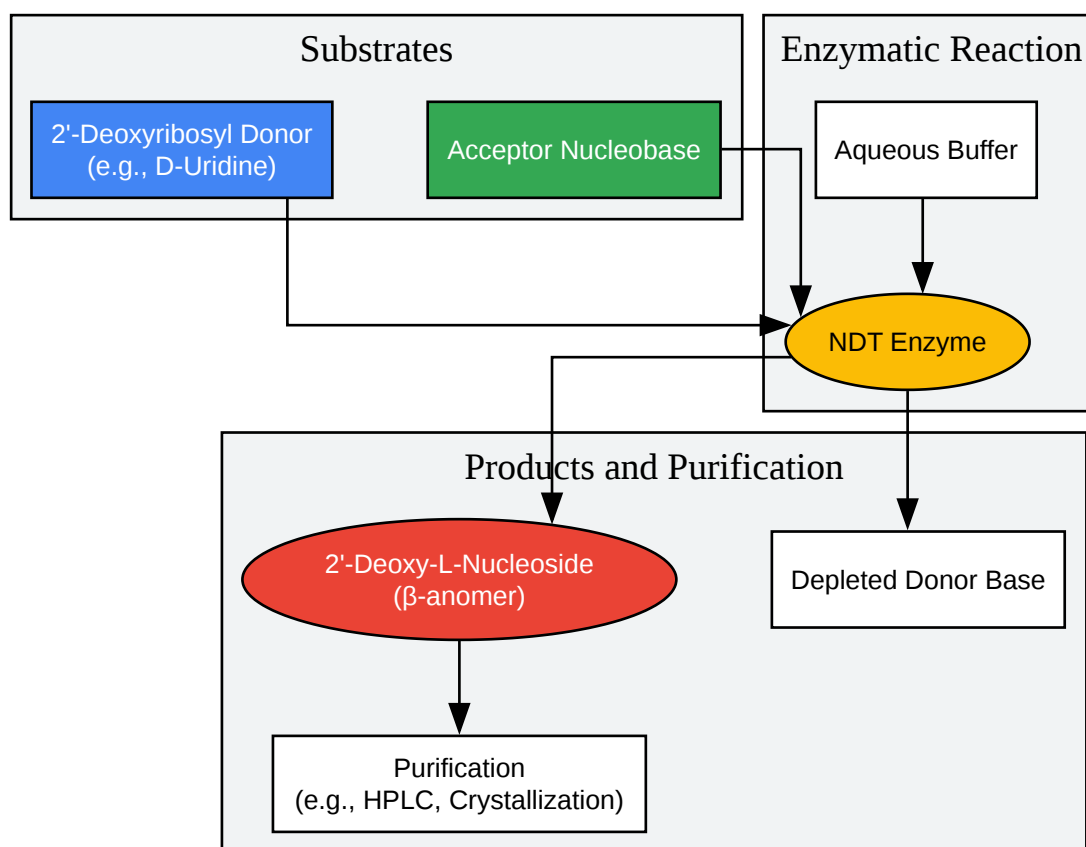 Substrates
Enzymatic Reaction
2'-Deoxyribosyl Donor
(e.g., D-Uridine)
Acceptor Nucleobase
Aqueous Buffer
NDT Enzyme
Products and Purification
2'-Deoxy-L-Nucleoside
(β-anomer)
Depleted Donor Base
Purification
(e.g., HPLC, Crystallization)